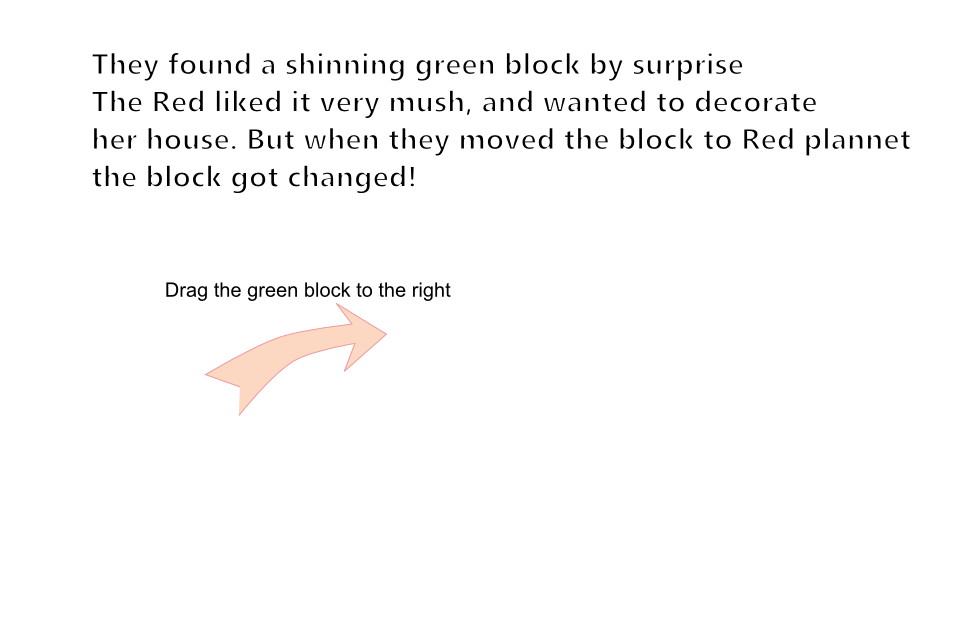 They found a shinning green block by surprise
The Red liked it very mush, and wanted to decorate
her house. But when they moved the block to Red plannet
the block got changed!
Drag the green block to the right